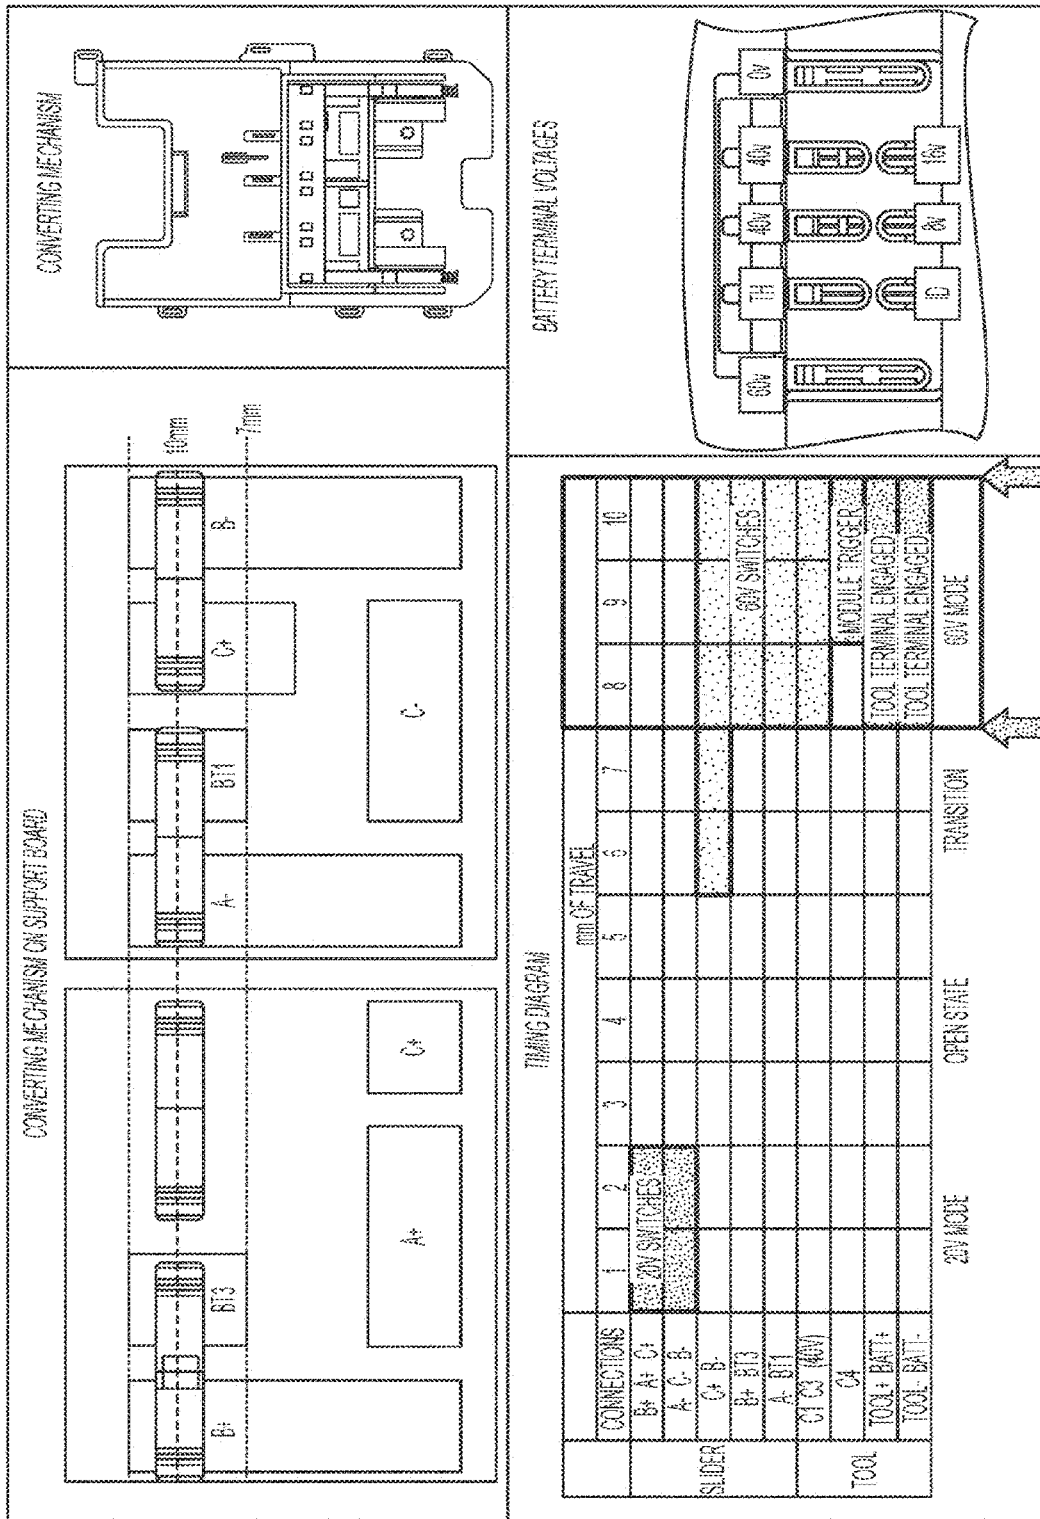 CONVERTING MECHANISM ON SUPPORT BOARD
B+
BT3
A+
C+
A-
BT1
C-
C+
B-
10mm
7mm
CONVERTING MECHANISM
TIMING DIAGRAM
mm OF TRAVEL
CONNECTIONS 1 2 3 4 5 6 7 8 9 10
SLIDER
B+ A+ C+
20V SWITCHES
A- C- B-
C+ B-
B+ BT3
60V SWITCHES
A- BT1
TOOL
C1 C3 (40V)
C4
MODULE TRIGGER
TOOL+ BATT+
TOOL TERMINAL ENGAGED
TOOL- BATT-
TOOL TERMINAL ENGAGED
20V MODE
OPEN STATE
TRANSITION
60V MODE
BATTERY TERMINAL VOLTAGES
60v
TH
40v
40v
0v
ID
8v